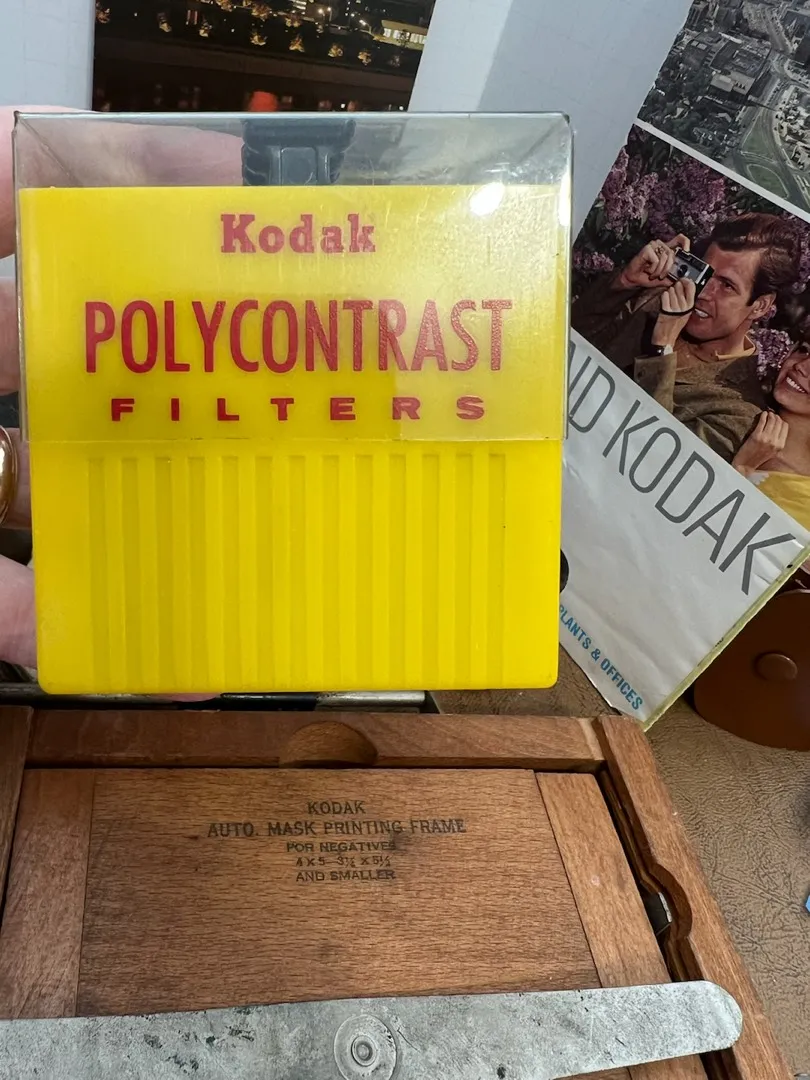 Kodak
POLYCONTRAST
FILTERS
ND KODAK
PLANTS & OFFICES
KODAK
AUTO. MASK PRINTING FRAME
FOR NEGATIVES
4 X 5 3¼ X 5½
AND SMALLER